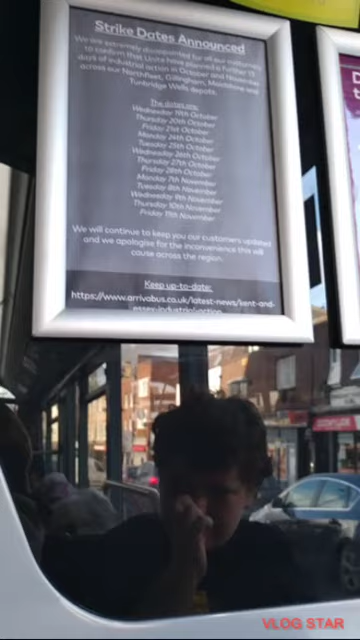 Strike Dates Announced
We are extremely disappointed for all our customers
to confirm that Unite have planned a further 13
days of industrial action in October and November
across our Northfleet, Gillingham, Maidstone and
Tunbridge Wells depots.
The dates are:
Wednesday 19th October
Thursday 20th October
Friday 21st October
Monday 24th October
Tuesday 25th October
Wednesday 26th October
Thursday 27th October
Friday 28th October
Monday 7th November
Tuesday 8th November
Wednesday 9th November
Thursday 10th November
Friday 11th November
We will continue to keep you our customers updated
and we apologise for the inconvenience this will
cause across the region.
Keep up-to-date:
https://www.arrivabus.co.uk/latest-news/kent-and-
essex-industrial-action
VLOG STAR